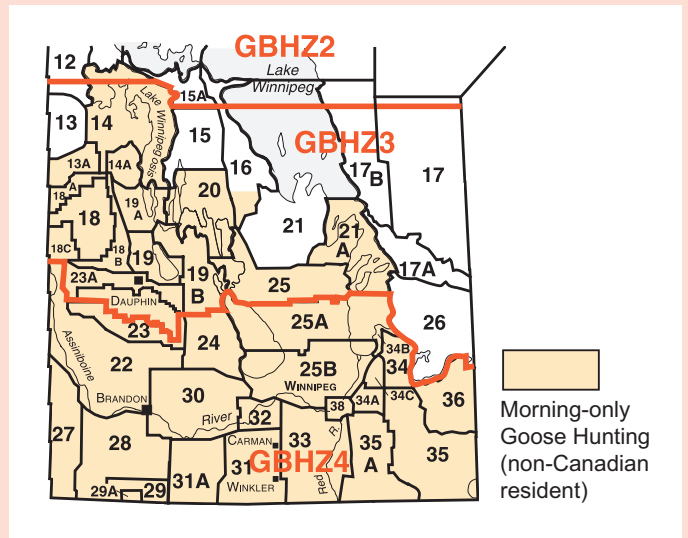 GBHZ2
12
Lake
Winnipeg
15A
Lake Winnipegosis
13
14
15
GBHZ3
16
17
B
17
13A
14A
18
A
19
A
20
18
21
21
A
18C
18
B
19
17A
23A
19
B
25
DAUPHIN
23
25A
26
Assiniboine
22
24
34B
34
25B
WINNIPEG
BRANDON
30
38
34A
34C
36
River
32
R.
27
28
CARMAN
33
35
A
35
31A
31
GBHZ4
WINKLER
Red
29A
29
Morning-only
Goose Hunting
(non-Canadian
resident)